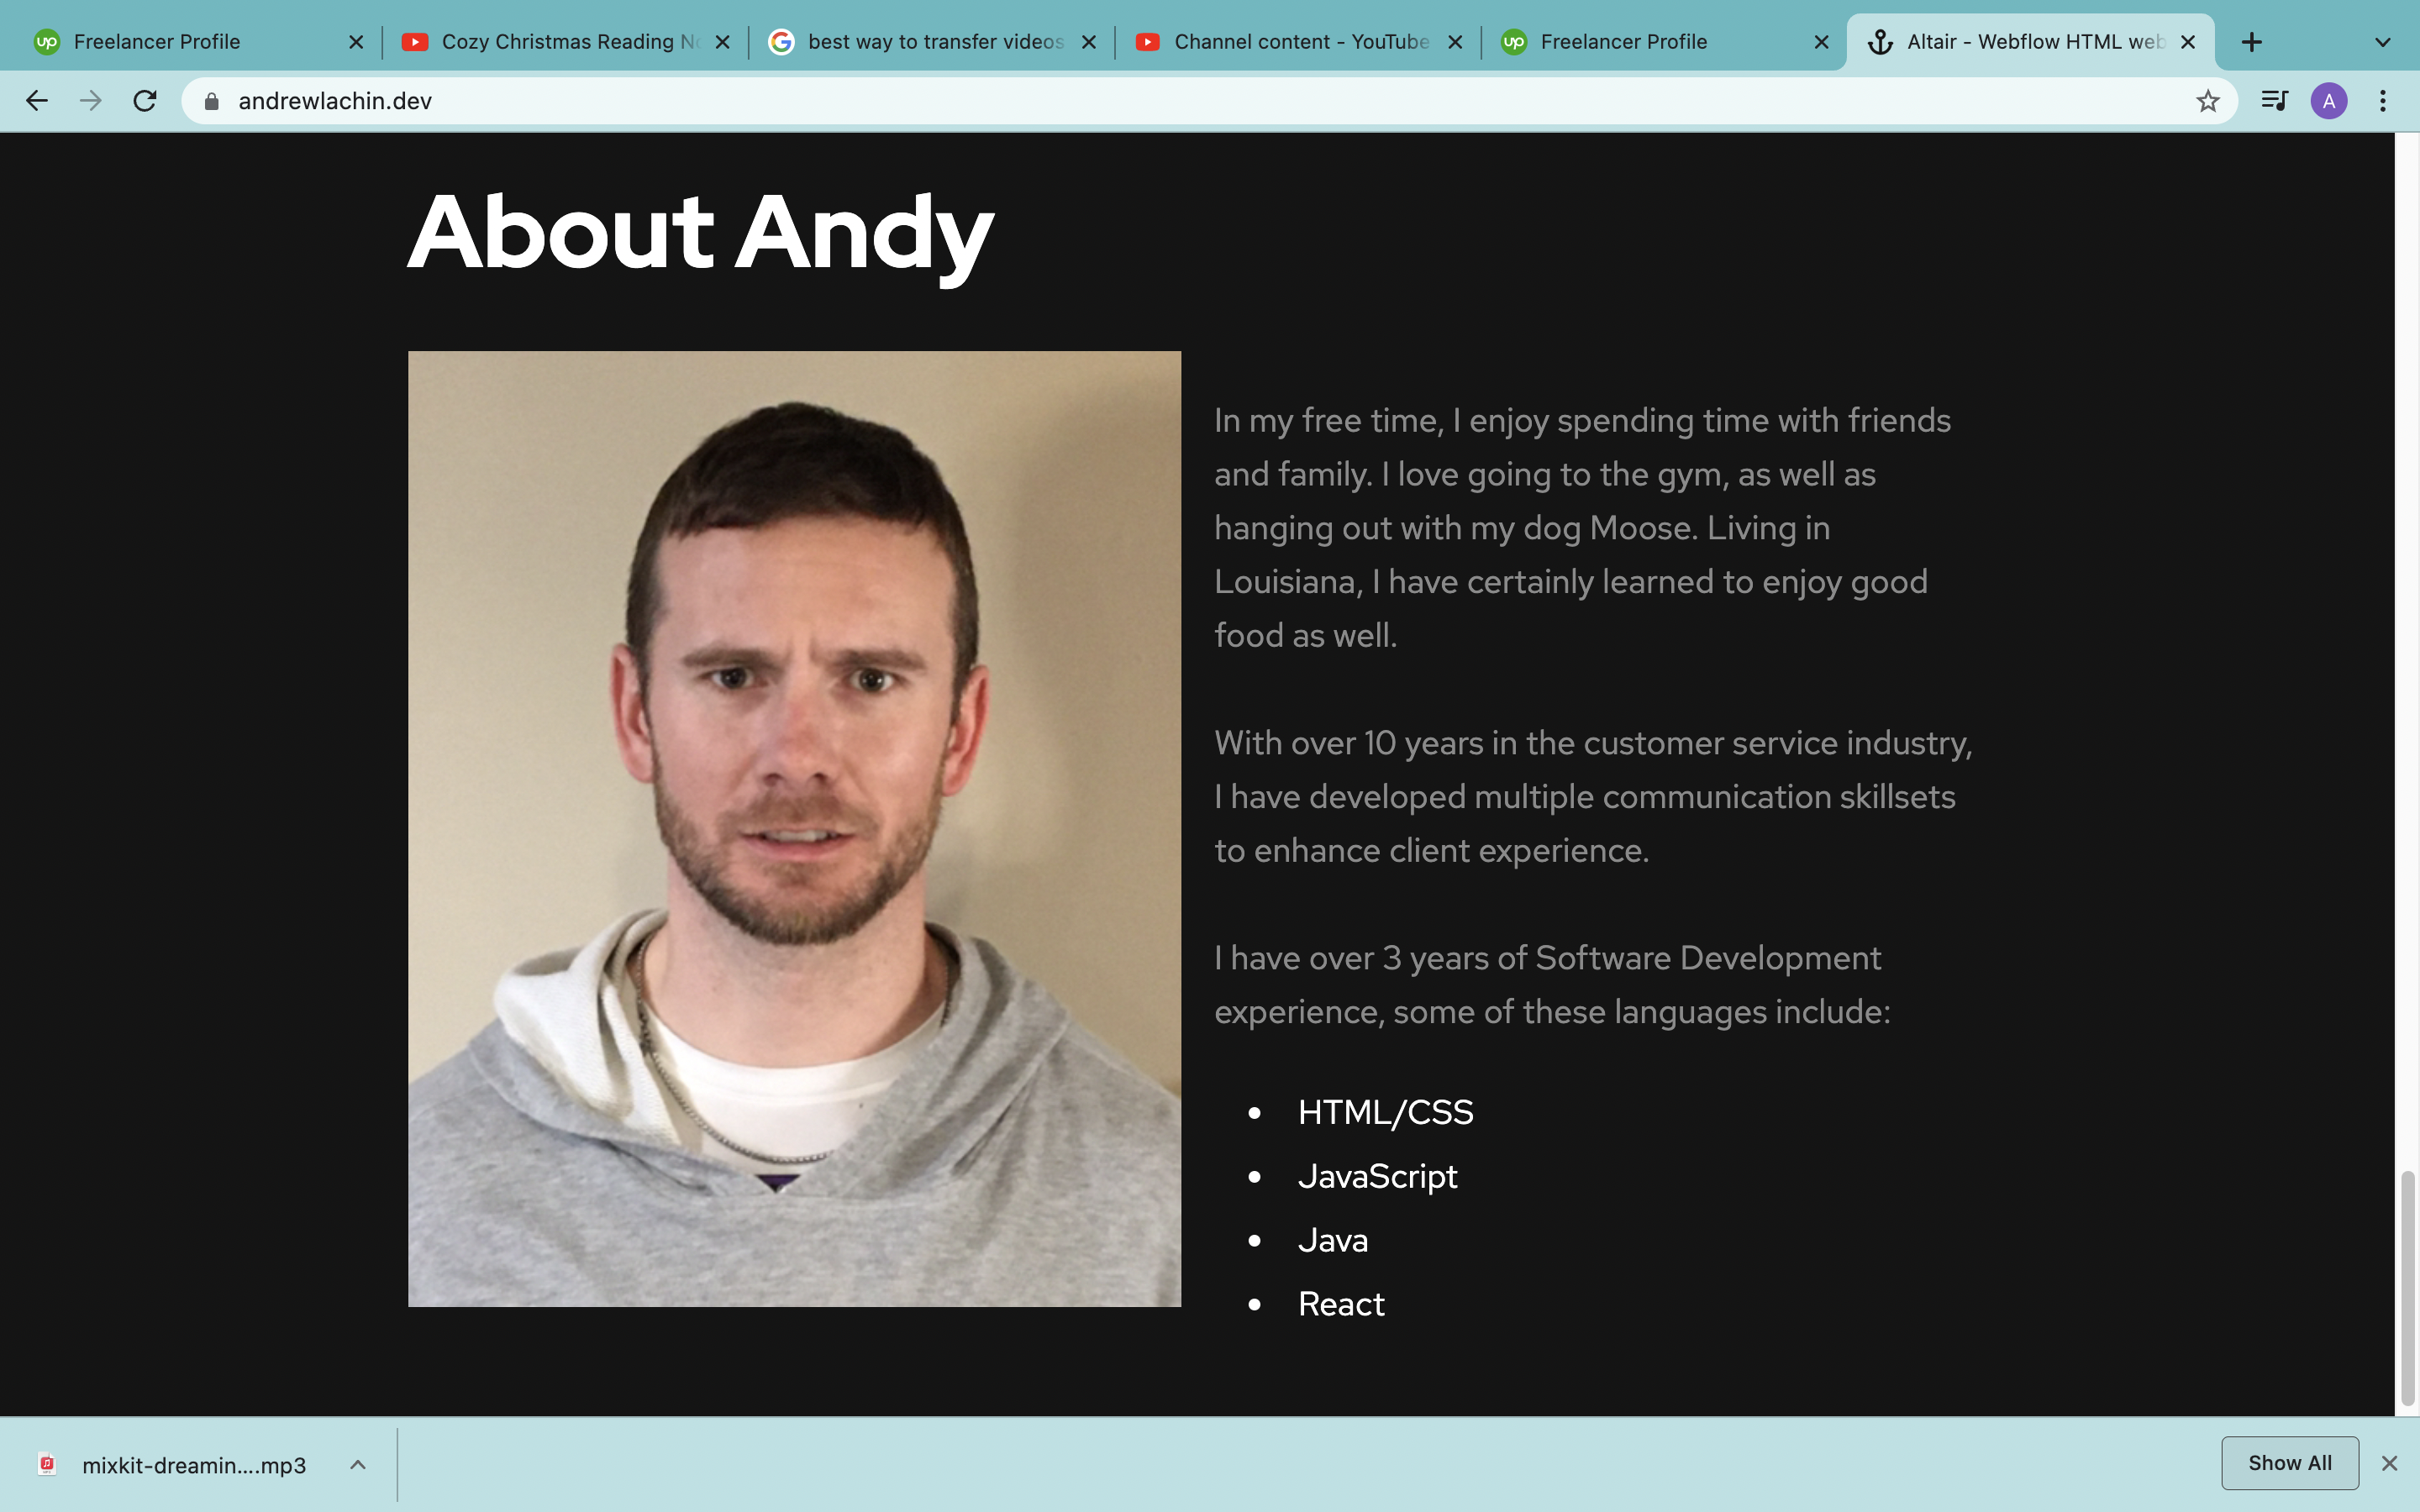 up Freelancer Profile
Cozy Christmas Reading
best way to transfer videos
Channel content - YouTube
up Freelancer Profile
Altair - Webflow HTML web
andrewlachin.dev
A
About Andy
In my free time, I enjoy spending time with friends
and family. I love going to the gym, as well as
hanging out with my dog Moose. Living in
Louisiana, I have certainly learned to enjoy good
food as well.
With over 10 years in the customer service industry,
I have developed multiple communication skillsets
to enhance client experience.
I have over 3 years of Software Development
experience, some of these languages include:
• HTML/CSS
• JavaScript
• Java
• React
mixkit-dreamin....mp3
Show All